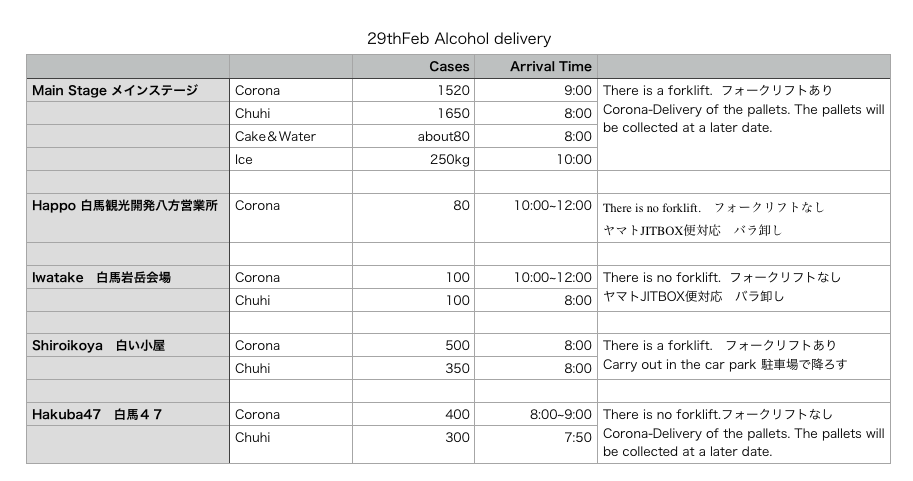 29thFeb Alcohol delivery
Cases Arrival Time
Main Stage メインステージ Corona 1520 9:00 There is a forklift. フォークリフトあり
Chuhi 1650 8:00 Corona-Delivery of the pallets. The pallets will
Cake＆Water about80 8:00 be collected at a later date.
Ice 250kg 10:00
Happo 白馬観光開発八方営業所 Corona 80 10:00~12:00 There is no forklift. フォークリフトなし
ヤマトJITBOX便対応　バラ卸し
Iwatake　白馬岩岳会場 Corona 100 10:00~12:00 There is no forklift. フォークリフトなし
Chuhi 100 8:00 ヤマトJITBOX便対応　バラ卸し
Shiroikoya　白い小屋 Corona 500 8:00 There is a forklift.　フォークリフトあり
Chuhi 350 8:00 Carry out in the car park 駐車場で降ろす
Hakuba47　白馬４７ Corona 400 8:00~9:00 There is no forklift.フォークリフトなし
Chuhi 300 7:50 Corona-Delivery of the pallets. The pallets will
be collected at a later date.